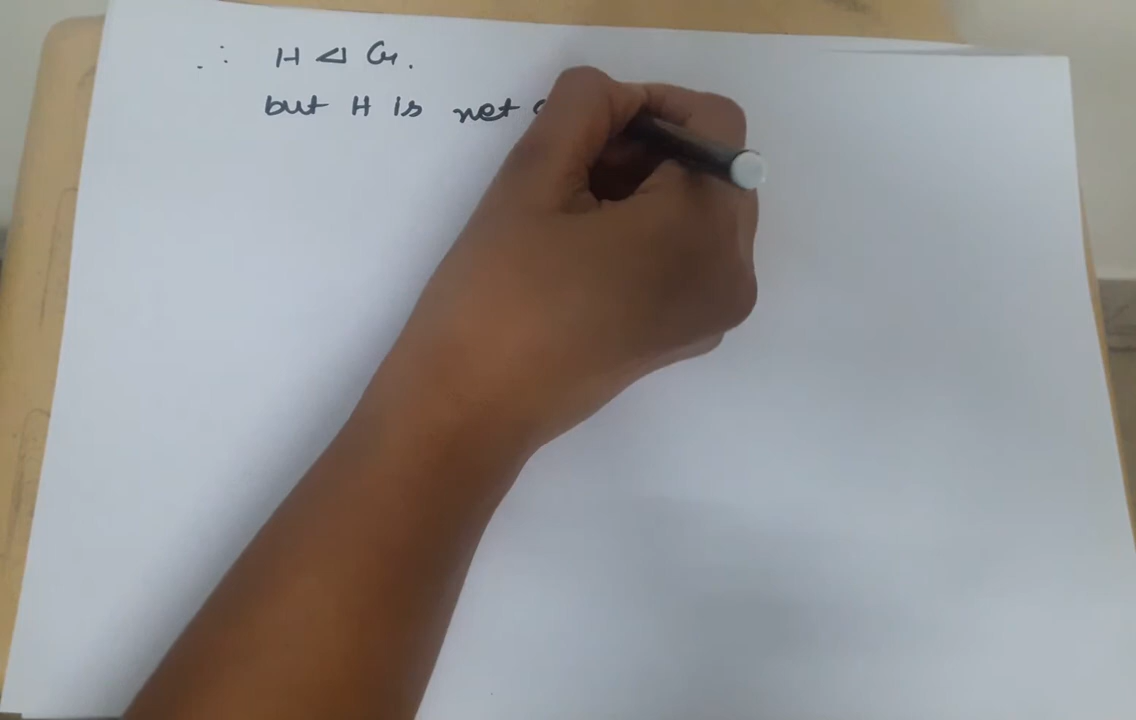 ∴ H ⊲ G.
but H is not